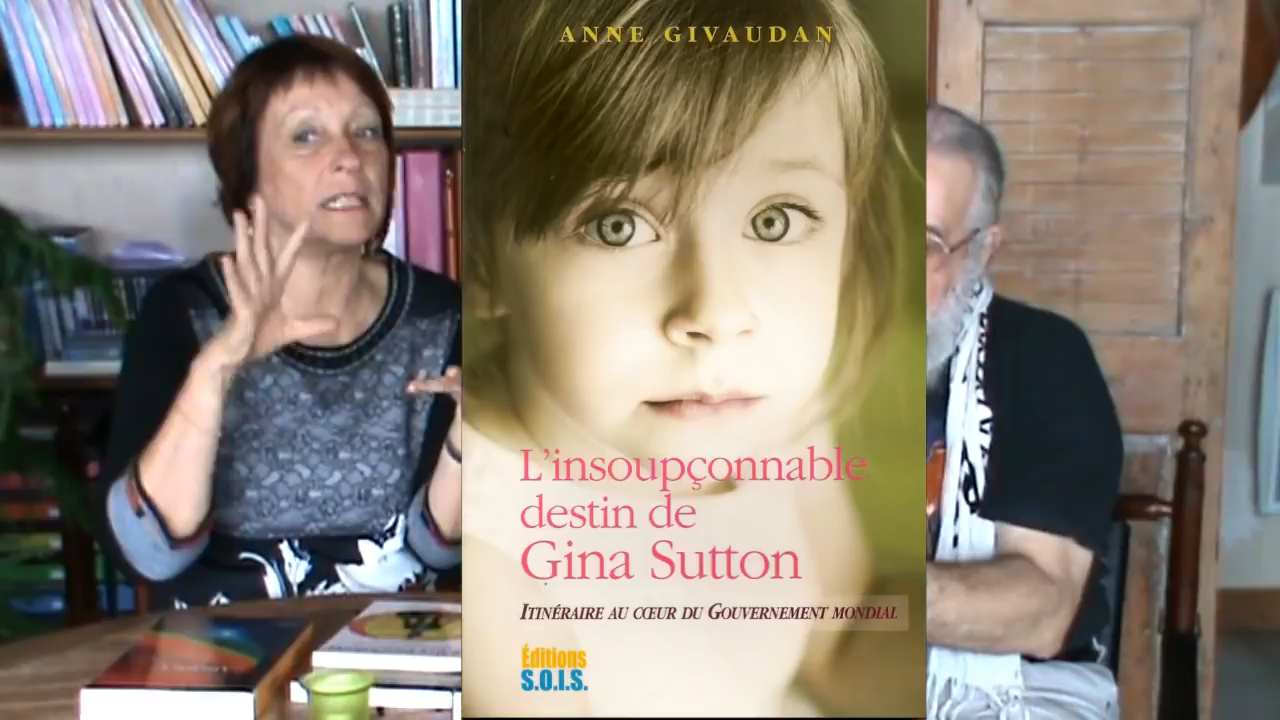 ANNE GIVAUDAN
L'insoupçonnable
destin de
Gina Sutton
ITINÉRAIRE AU CŒUR DU GOUVERNEMENT MONDIAL
Éditions
S.O.I.S.